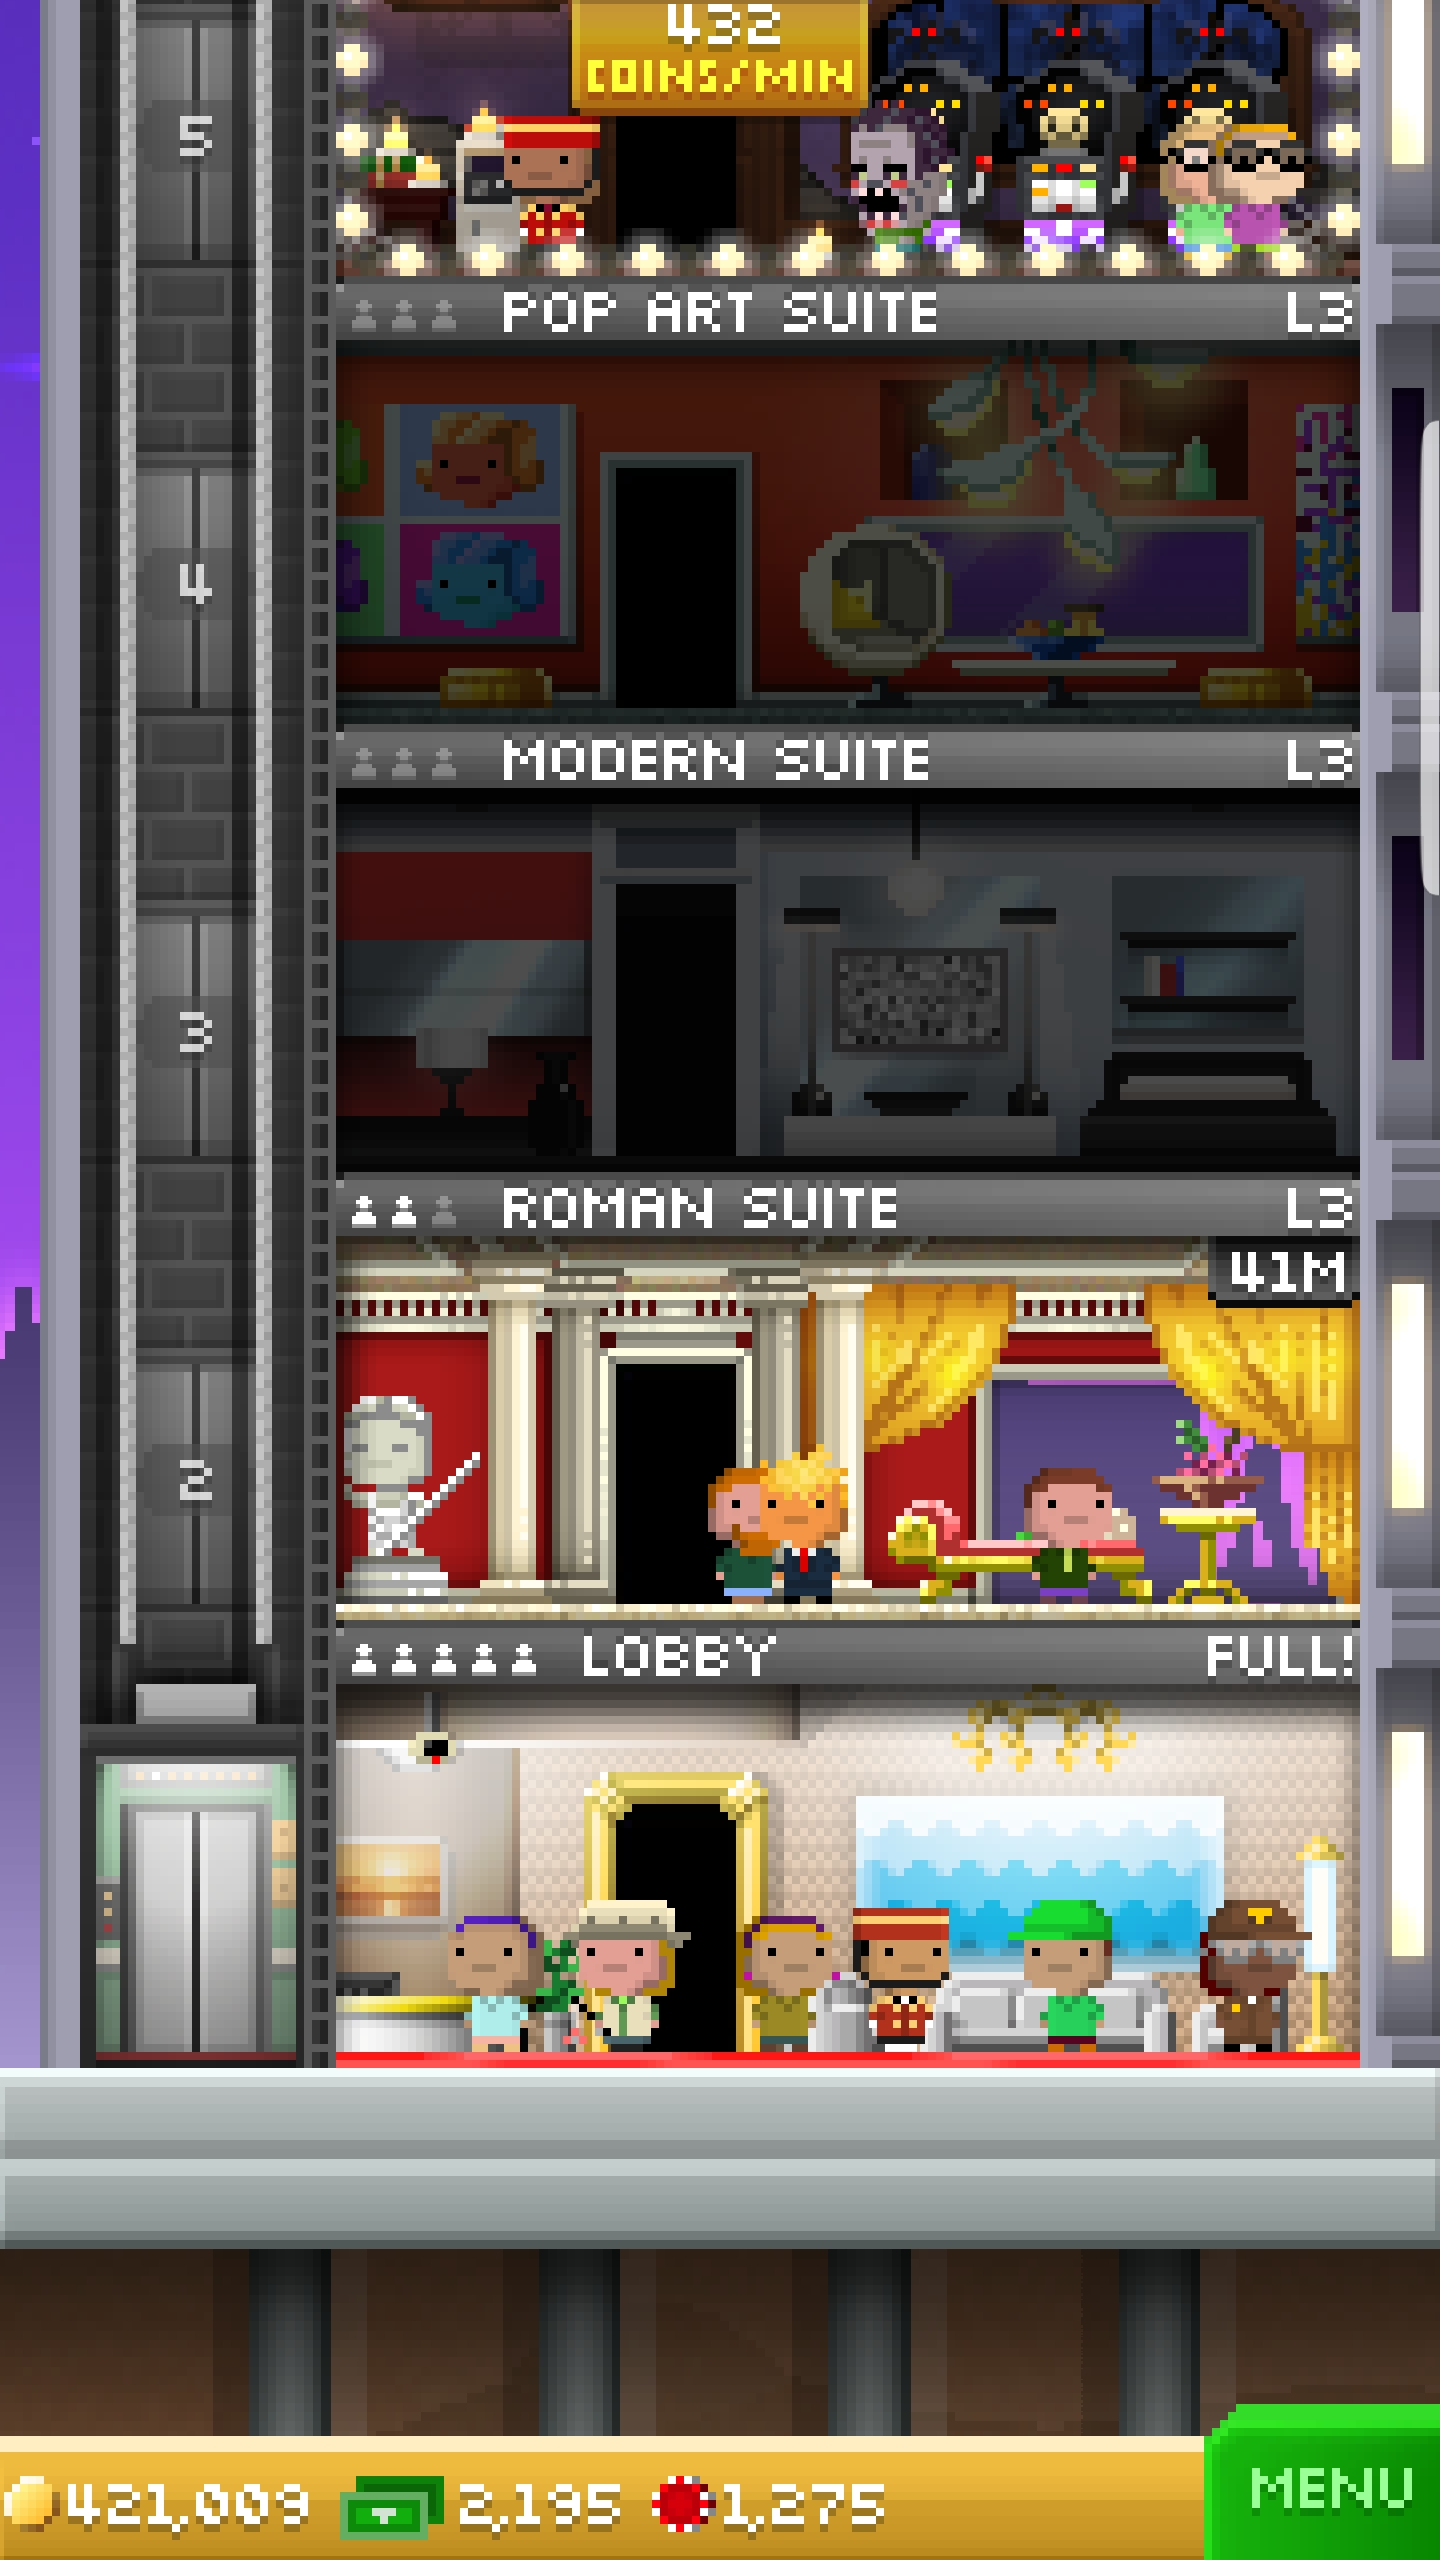 432
COINS/MIN
5
POP ART SUITE L3
4
MODERN SUITE L3
3
ROMAN SUITE L3
41M
2
LOBBY FULL!
421,009 2,195 1,275 MENU